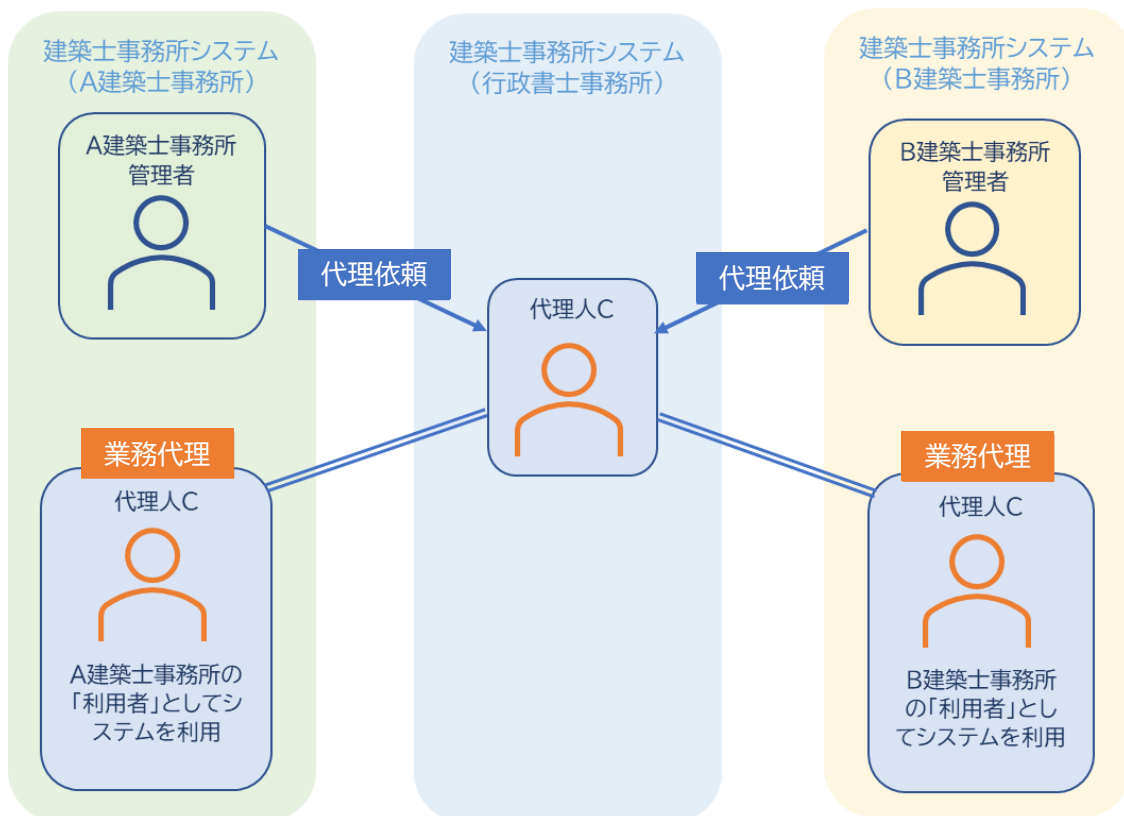 建築士事務所システム
（A建築士事務所）
建築士事務所システム
（行政書士事務所）
建築士事務所システム
（B建築士事務所）
A建築士事務所
管理者
B建築士事務所
管理者
代理依頼
代理依頼
代理人C
業務代理
代理人C
A建築士事務所の
「利用者」としてシ
ステムを利用
業務代理
代理人C
B建築士事務所
の「利用者」とし
てシステムを利用